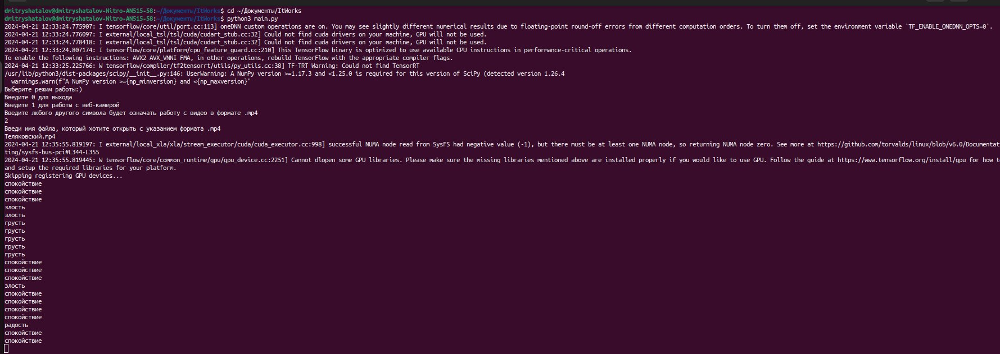 dmitryshatalov@dmitryshatalov-Nitro-AN515-58:~/Документы/ItWorks$ cd ~/Документы/ItWorks
dmitryshatalov@dmitryshatalov-Nitro-AN515-58:~/Документы/ItWorks$ python3 main.py
2024-04-21 12:33:24.775907: I tensorflow/core/util/port.cc:113] oneDNN custom operations are on. You may see slightly different numerical results due to floating-point round-off errors from different computation orders. To turn them off, set the environment variable `TF_ENABLE_ONEDNN_OPTS=0`.
2024-04-21 12:33:24.776097: I external/local_tsl/tsl/cuda/cudart_stub.cc:32] Could not find cuda drivers on your machine, GPU will not be used.
2024-04-21 12:33:24.778418: I external/local_tsl/tsl/cuda/cudart_stub.cc:32] Could not find cuda drivers on your machine, GPU will not be used.
2024-04-21 12:33:24.807174: I tensorflow/core/platform/cpu_feature_guard.cc:210] This TensorFlow binary is optimized to use available CPU instructions in performance-critical operations.
To enable the following instructions: AVX2 AVX_VNNI FMA, in other operations, rebuild TensorFlow with the appropriate compiler flags.
2024-04-21 12:33:25.225766: W tensorflow/compiler/tf2tensorrt/utils/py_utils.cc:38] TF-TRT Warning: Could not find TensorRT
/usr/lib/python3/dist-packages/scipy/__init__.py:146: UserWarning: A NumPy version >=1.17.3 and <1.25.0 is required for this version of SciPy (detected version 1.26.4
warnings.warn(f"A NumPy version >={np_minversion} and <{np_maxversion}"
Выберите режим работы:)
Введите 0 для выхода
Введите 1 для работы с веб-камерой
Введите любого другого символа будет означать работу с видео в формате .mp4
2
Введи имя файла, который хотите открыть с указанием формата .mp4
Теляковский.mp4
2024-04-21 12:35:55.819197: I external/local_xla/xla/stream_executor/cuda/cuda_executor.cc:998] successful NUMA node read from SysFS had negative value (-1), but there must be at least one NUMA node, so returning NUMA node zero. See more at https://github.com/torvalds/linux/blob/v6.0/Documentat
ting/sysfs-bus-pci#L344-L355
2024-04-21 12:35:55.819445: W tensorflow/core/common_runtime/gpu/gpu_device.cc:2251] Cannot dlopen some GPU libraries. Please make sure the missing libraries mentioned above are installed properly if you would like to use GPU. Follow the guide at https://www.tensorflow.org/install/gpu for how t
and setup the required libraries for your platform.
Skipping registering GPU devices...
спокойствие
спокойствие
спокойствие
злость
злость
грусть
грусть
грусть
грусть
грусть
спокойствие
спокойствие
спокойствие
злость
спокойствие
спокойствие
спокойствие
спокойствие
радость
спокойствие
спокойствие